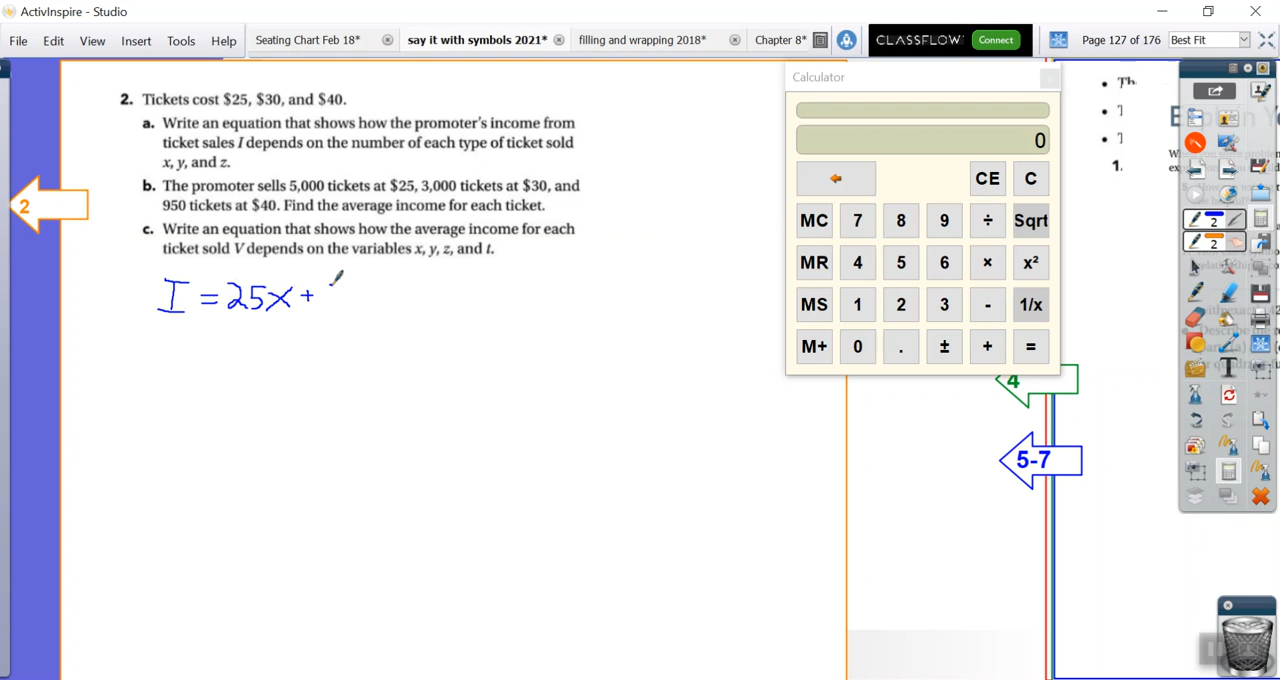 ActivInspire - Studio
File Edit View Insert Tools Help
Seating Chart Feb 18*
say it with symbols 2021*
filling and wrapping 2018*
Chapter 8*
CLASSFLOW Connect
Page 127 of 176
Best Fit
2. Tickets cost $25, $30, and $40.
a. Write an equation that shows how the promoter's income from
ticket sales I depends on the number of each type of ticket sold
x, y, and z.
b. The promoter sells 5,000 tickets at $25, 3,000 tickets at $30, and
950 tickets at $40. Find the average income for each ticket.
c. Write an equation that shows how the average income for each
ticket sold V depends on the variables x, y, z, and t.
I = 25x +
2
Calculator
0
CE C
MC 7 8 9 ÷ Sqrt
MR 4 5 6 × x²
MS 1 2 3 - 1/x
M+ 0 . ± + =
4
5-7
1.
2
2
T